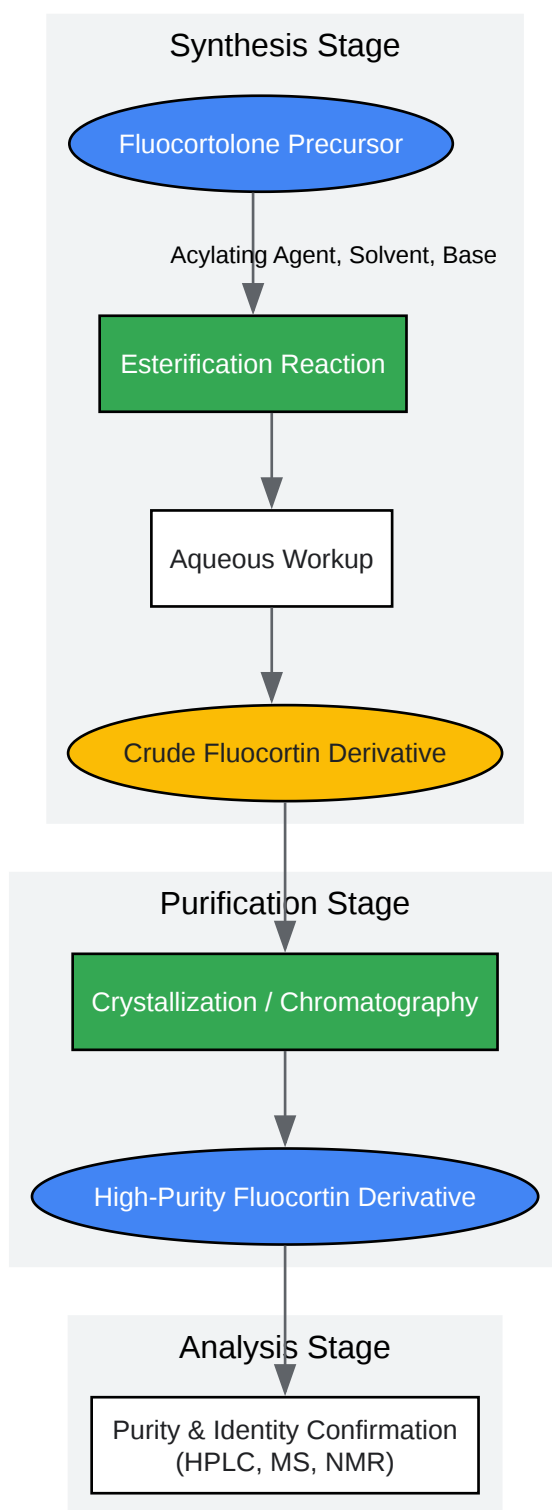 Synthesis Stage
Fluocortolone Precursor
Acylating Agent, Solvent, Base
Esterification Reaction
Aqueous Workup
Crude Fluocortin Derivative
Purification Stage
Crystallization / Chromatography
High-Purity Fluocortin Derivative
Analysis Stage
Purity & Identity Confirmation
(HPLC, MS, NMR)